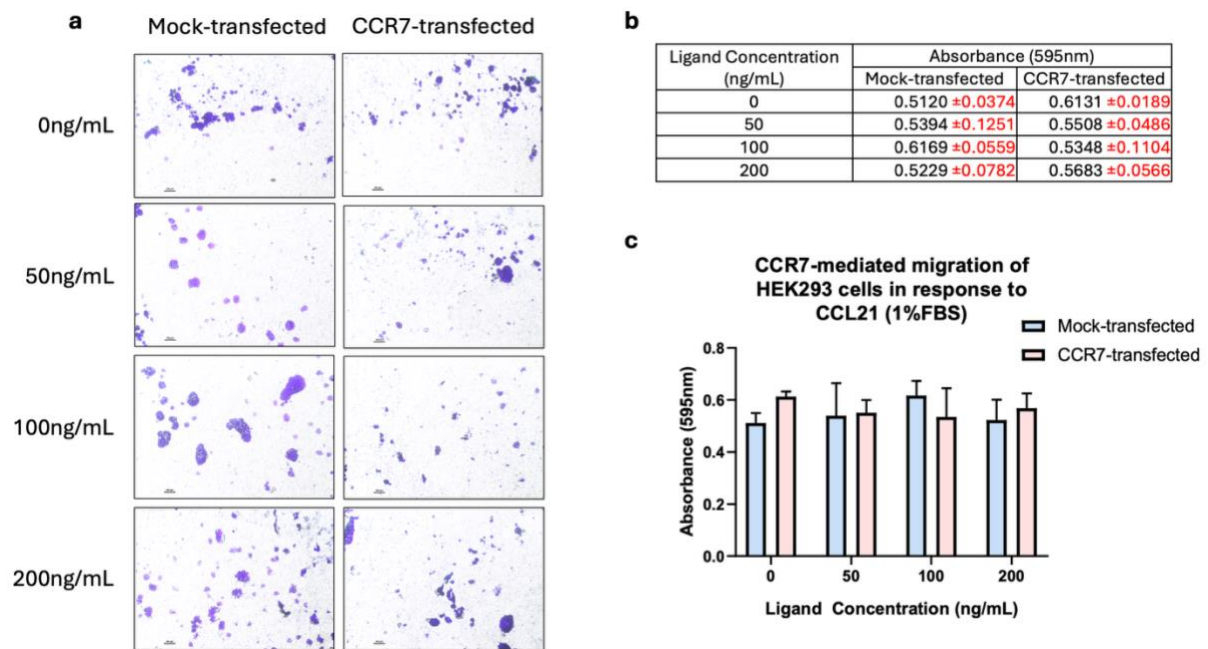 a
Mock-transfected CCR7-transfected
0ng/mL
50ng/mL
100ng/mL
200ng/mL
b
Ligand Concentration (ng/mL) Absorbance (595nm)
Mock-transfected CCR7-transfected
0 0.5120 ±0.0374 0.6131 ±0.0189
50 0.5394 ±0.1251 0.5508 ±0.0486
100 0.6169 ±0.0559 0.5348 ±0.1104
200 0.5229 ±0.0782 0.5683 ±0.0566
c
CCR7-mediated migration of
HEK293 cells in response to
CCL21 (1%FBS)
Mock-transfected
CCR7-transfected
Absorbance (595nm)
0.8
0.6
0.4
0.2
0.0
0 50 100 200
Ligand Concentration (ng/mL)